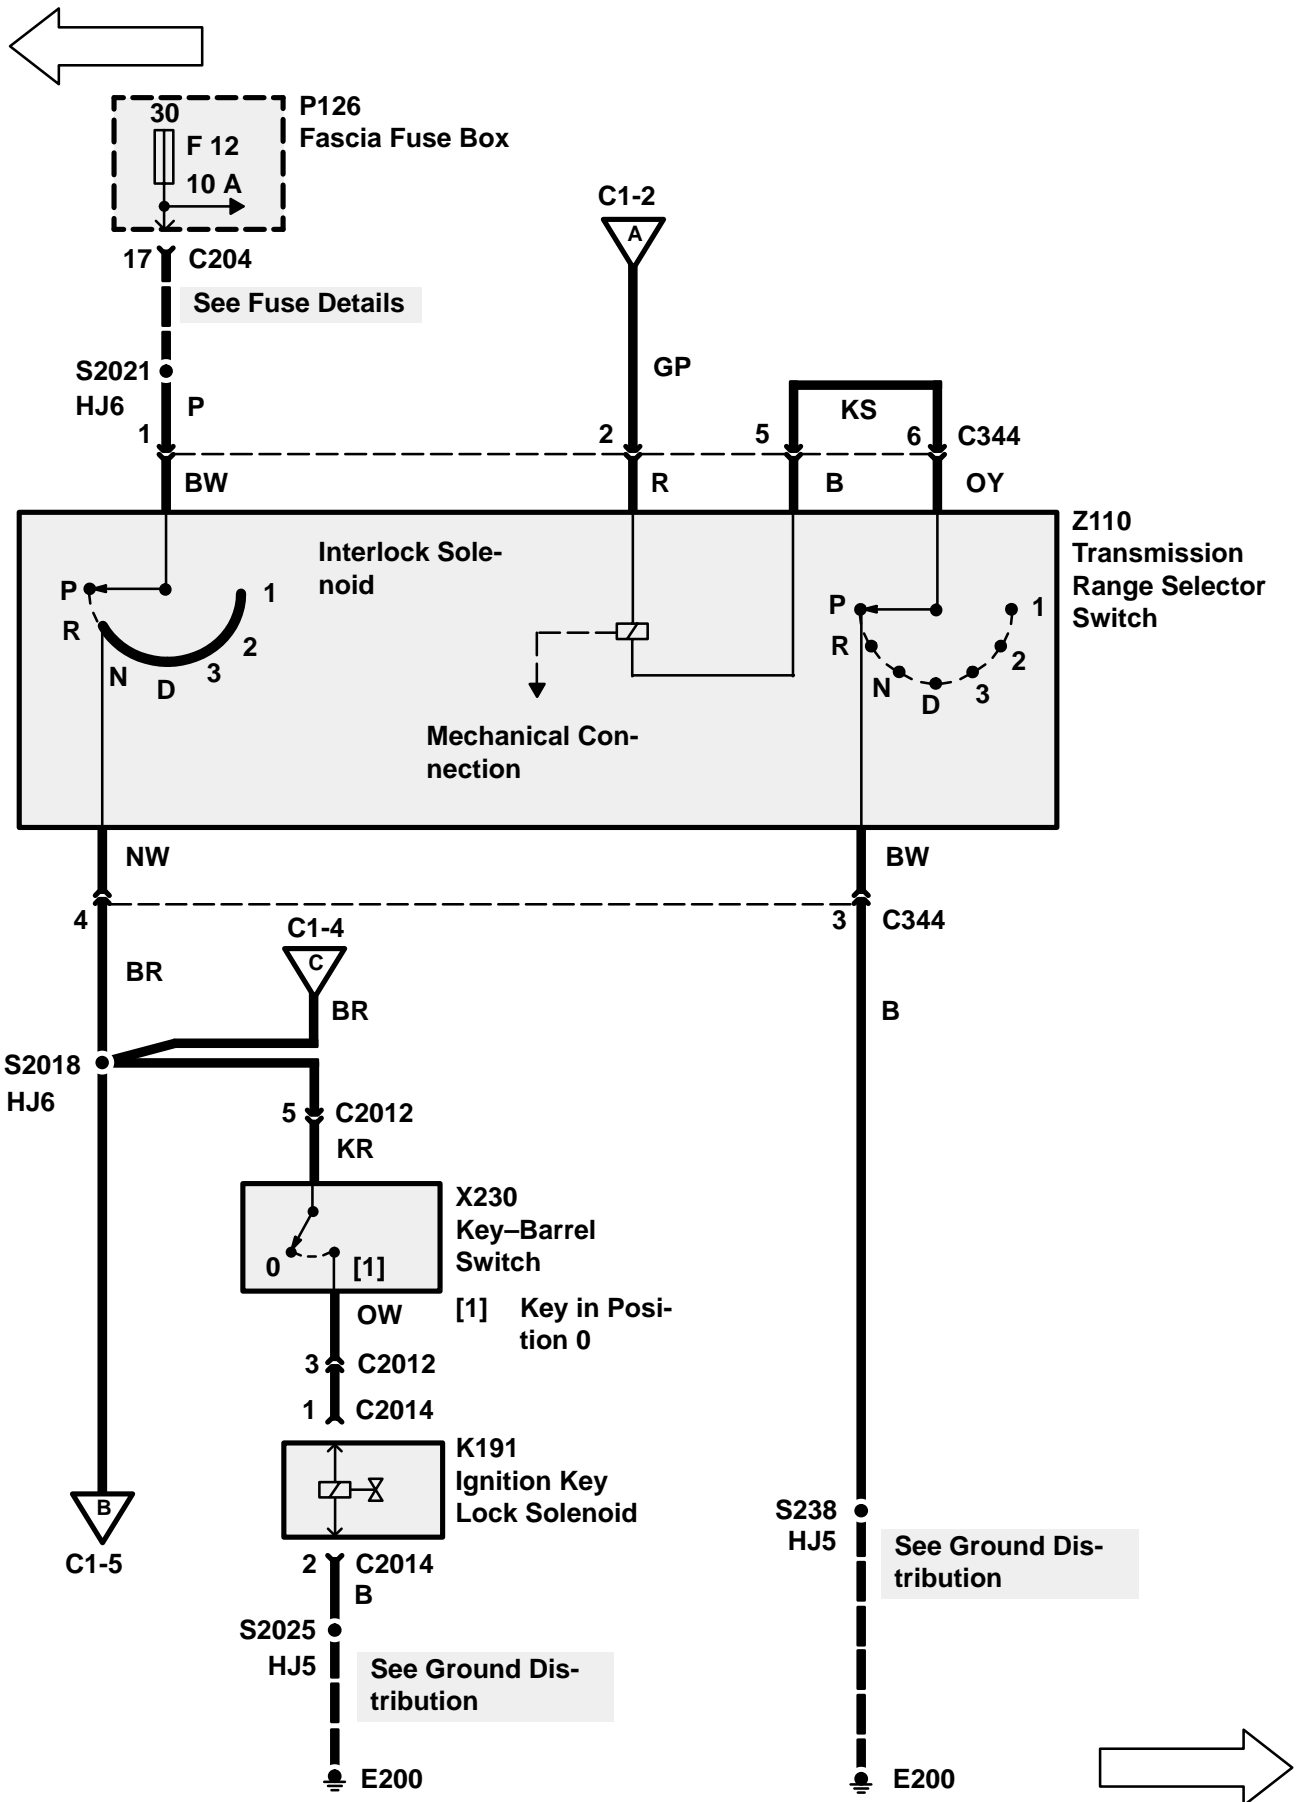 30
F 12
10 A
P126
Fascia Fuse Box
17
C204
See Fuse Details
C1-2
A
S2021
HJ6
P
GP
KS
1
2
5
6
C344
BW
R
B
OY
Z110
Transmission
Range Selector
Switch
Interlock Sole-
noid
P
R
N
D
3
2
1
P
R
N
D
3
2
1
Mechanical Con-
nection
NW
BW
4
3
C344
C1-4
C
BR
BR
B
S2018
HJ6
5
C2012
KR
X230
Key–Barrel
Switch
0
[1]
[1] Key in Posi-
tion 0
OW
3
C2012
1
C2014
K191
Ignition Key
Lock Solenoid
B
C1-5
2
C2014
B
S2025
HJ5
See Ground Dis-
tribution
E200
S238
HJ5
See Ground Dis-
tribution
E200